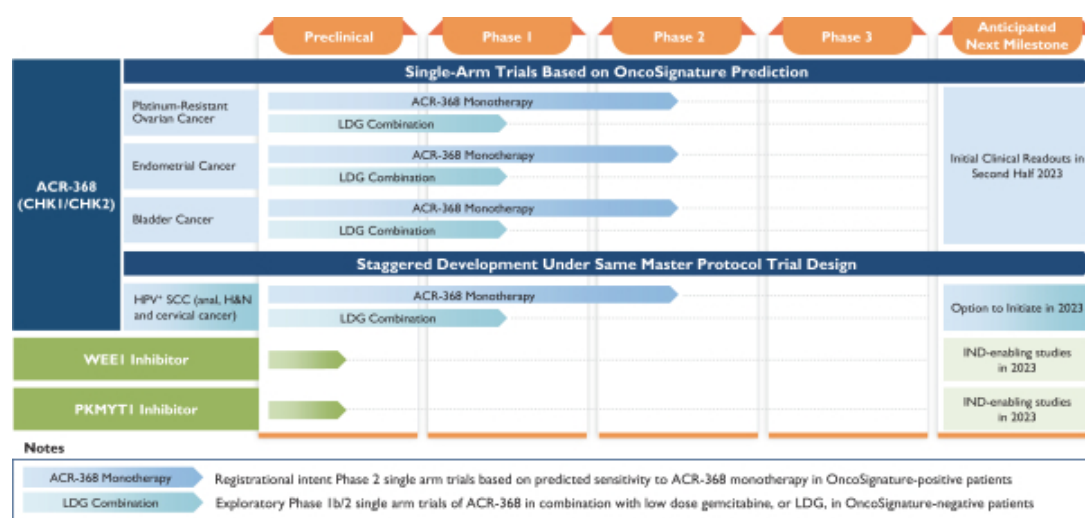 Preclinical
Phase 1
Phase 2
Phase 3
Anticipated
Next Milestone
Single-Arm Trials Based on OncoSignature Prediction
ACR-368
(CHK1/CHK2)
Platinum-Resistant
Ovarian Cancer
ACR-368 Monotherapy
LDG Combination
Endometrial Cancer
ACR-368 Monotherapy
LDG Combination
Bladder Cancer
ACR-368 Monotherapy
LDG Combination
Initial Clinical Readouts in
Second Half 2023
Staggered Development Under Same Master Protocol Trial Design
HPV⁺ SCC (anal, H&N
and cervical cancer)
ACR-368 Monotherapy
LDG Combination
Option to Initiate in 2023
WEE1 Inhibitor
IND-enabling studies
in 2023
PKMYT1 Inhibitor
IND-enabling studies
in 2023
Notes
ACR-368 Monotherapy
Registrational intent Phase 2 single arm trials based on predicted sensitivity to ACR-368 monotherapy in OncoSignature-positive patients
LDG Combination
Exploratory Phase 1b/2 single arm trials of ACR-368 in combination with low dose gemcitabine, or LDG, in OncoSignature-negative patients